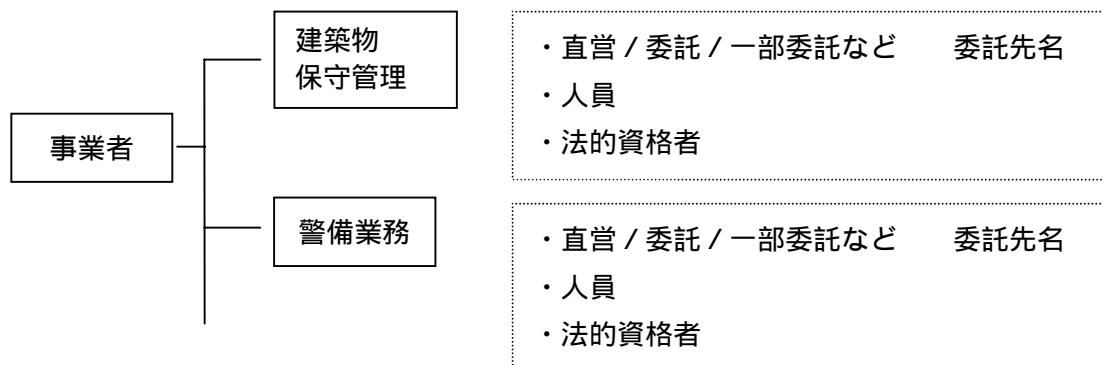 事業者
建築物
保守管理
・直営 / 委託 / 一部委託など　　委託先名
・人員
・法的資格者
警備業務
・直営 / 委託 / 一部委託など　　委託先名
・人員
・法的資格者